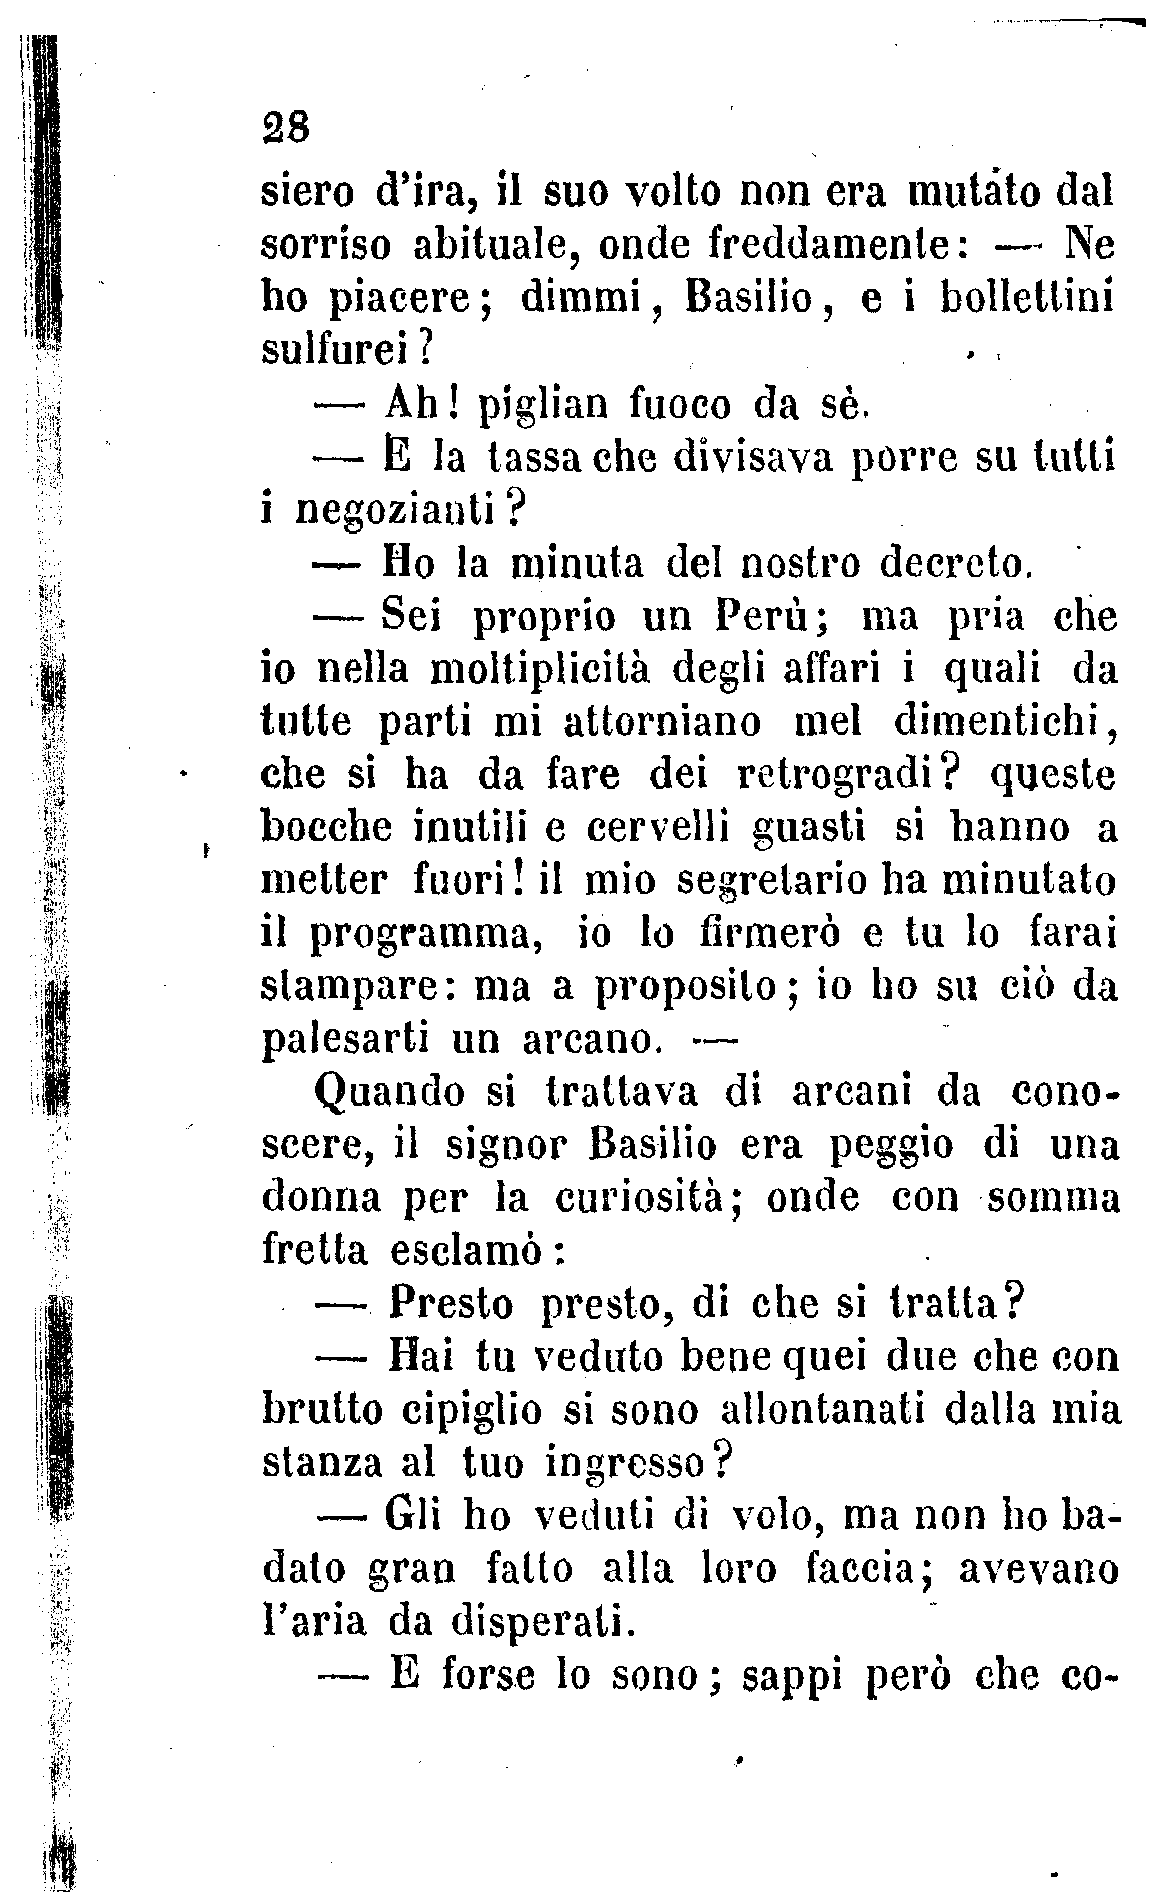 28
siero d'ira, il suo volto non era mutato dal
sorriso abituale, onde freddamente: — Ne
ho piacere; dimmi, Basilio, e i bollettini
sulfurei?
— Ah! piglian fuoco da sè.
— E la tassa che divisava porre su tutti
i negozianti?
— Ho la minuta del nostro decreto.
— Sei proprio un Perù; ma pria che
io nella moltiplicità degli affari i quali da
tutte parti mi attorniano mel dimentichi,
che si ha da fare dei retrogradi? queste
bocche inutili e cervelli guasti si hanno a
metter fuori! il mio segretario ha minutato
il programma, io lo firmerò e tu lo farai
stampare: ma a proposito; io ho su ciò da
palesarti un arcano. —
Quando si trattava di arcani da cono-
scere, il signor Basilio era peggio di una
donna per la curiosità; onde con somma
fretta esclamò:
— Presto presto, di che si tratta?
— Hai tu veduto bene quei due che con
brutto cipiglio si sono allontanati dalla mia
stanza al tuo ingresso?
— Gli ho veduti di volo, ma non ho ba-
dato gran fatto alla loro faccia; avevano
l'aria da disperati.
— E forse lo sono; sappi però che co-